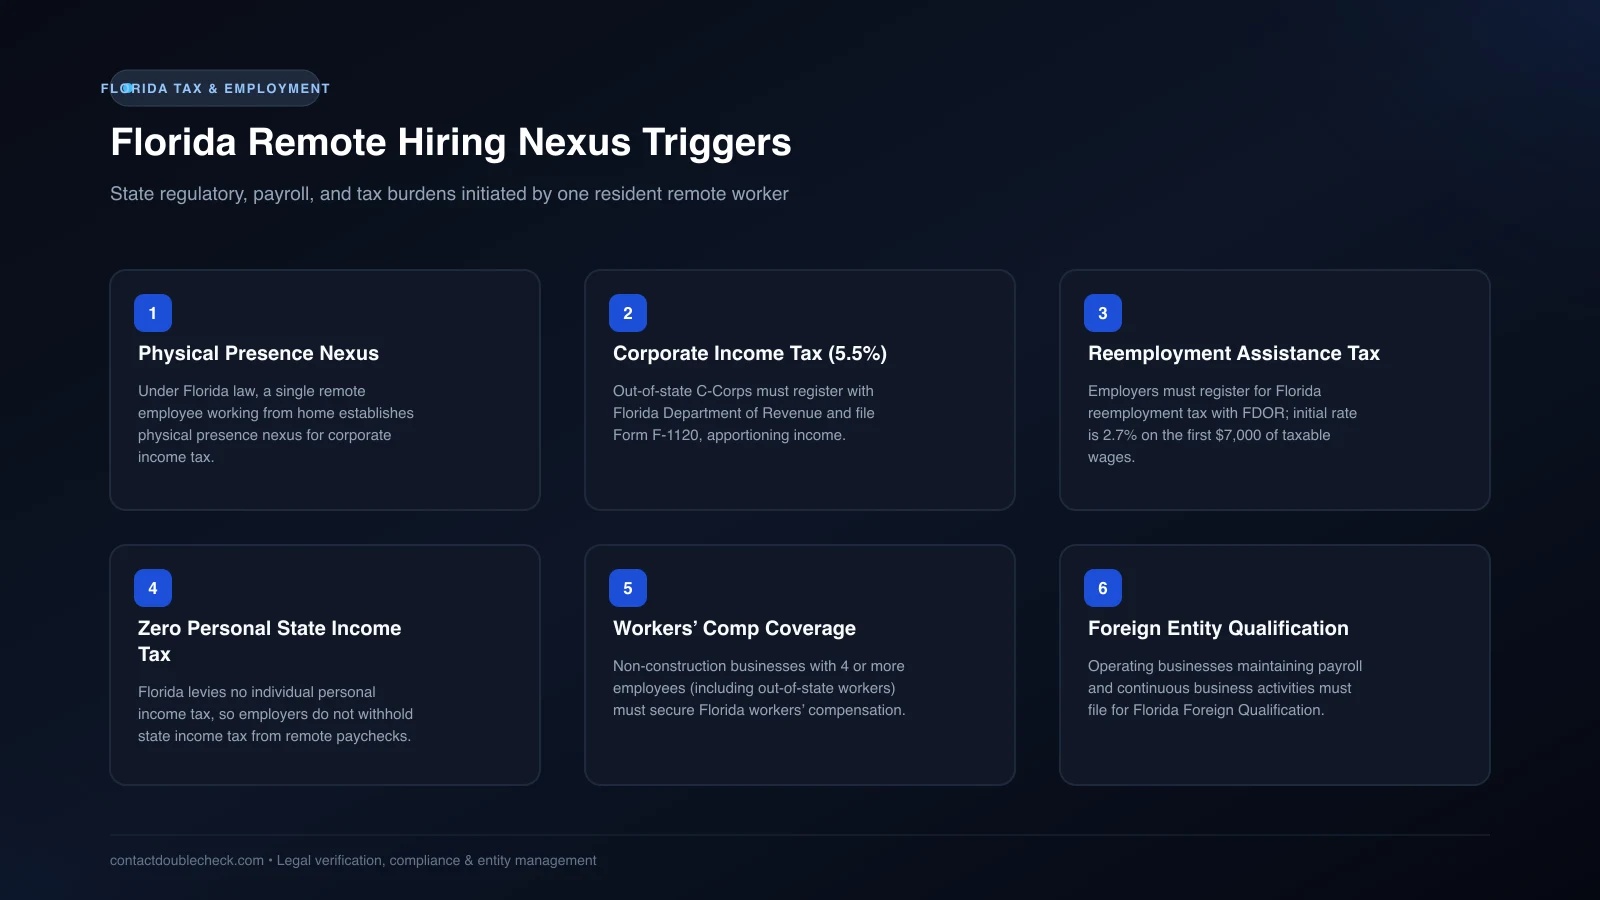 FLORIDA TAX & EMPLOYMENT
Florida Remote Hiring Nexus Triggers
State regulatory, payroll, and tax burdens initiated by one resident remote worker
1
Physical Presence Nexus
Under Florida law, a single remote
employee working from home establishes
physical presence nexus for corporate
income tax.
2
Corporate Income Tax (5.5%)
Out-of-state C-Corps must register with
Florida Department of Revenue and file
Form F-1120, apportioning income.
3
Reemployment Assistance Tax
Employers must register for Florida
reemployment tax with FDOR; initial rate
is 2.7% on the first $7,000 of taxable
wages.
4
Zero Personal State Income
Tax
Florida levies no individual personal
income tax, so employers do not withhold
state income tax from remote paychecks.
5
Workers’ Comp Coverage
Non-construction businesses with 4 or more
employees (including out-of-state workers)
must secure Florida workers’ compensation.
6
Foreign Entity Qualification
Operating businesses maintaining payroll
and continuous business activities must
file for Florida Foreign Qualification.
contactdoublecheck.com • Legal verification, compliance & entity management